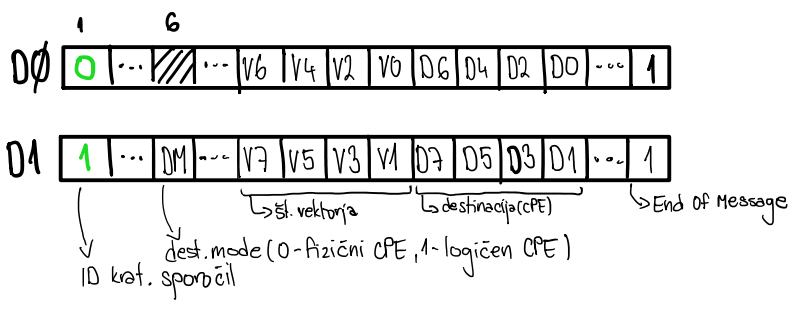 1 6
DØ 0 ... V6 V4 V2 V0 D6 D4 D2 D0 ... 1
D1 1 ... DM ... V7 V5 V3 V1 D7 D5 D3 D1 ... 1
št. vektorja destinacija (CPE) End Of Message
dest. mode (0-fizični CPE, 1-logičen CPE)
ID krat. sporočil